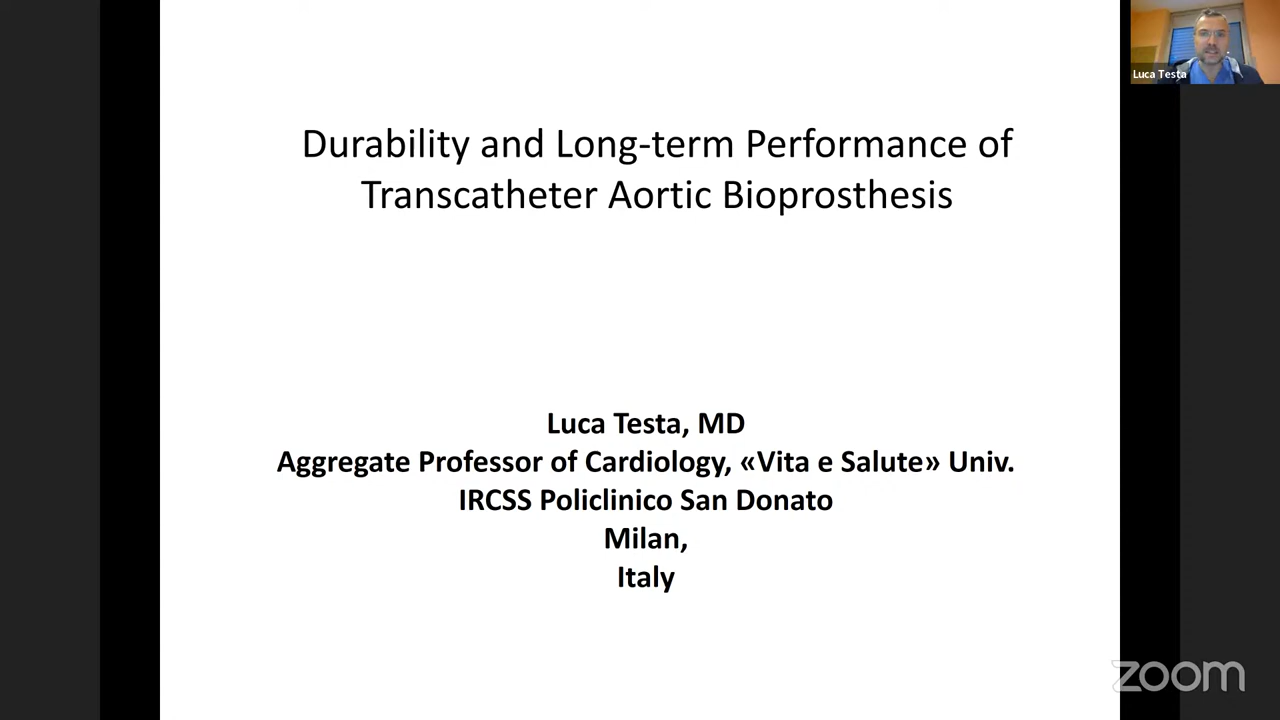 Luca Testa
Durability and Long-term Performance of
Transcatheter Aortic Bioprosthesis
Luca Testa, MD
Aggregate Professor of Cardiology, «Vita e Salute» Univ.
IRCSS Policlinico San Donato
Milan,
Italy
zoom